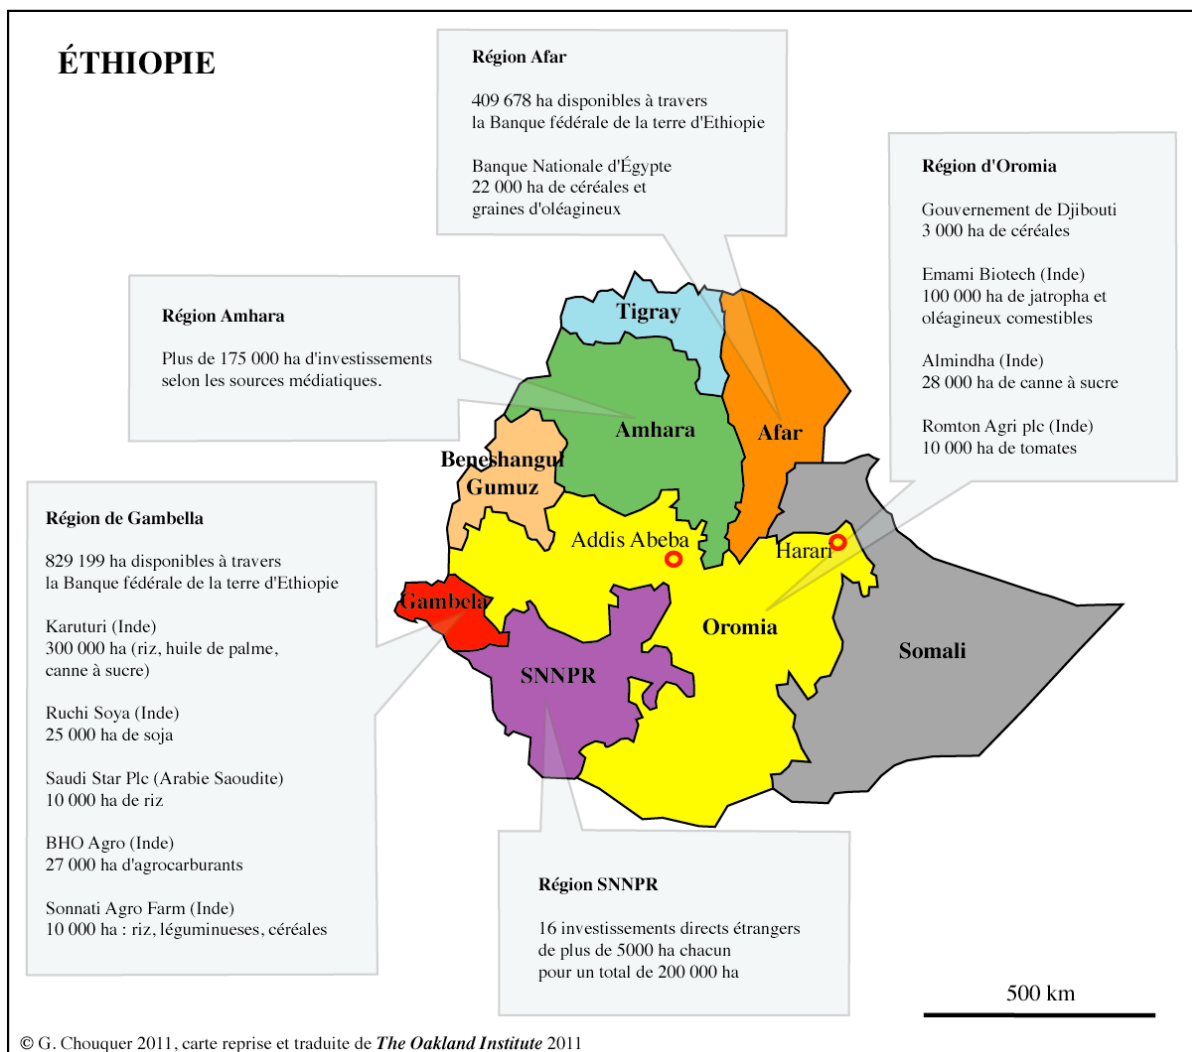 ÉTHIOPIE
Région Afar
409 678 ha disponibles à travers
la Banque fédérale de la terre d'Ethiopie
Banque Nationale d'Égypte
22 000 ha de céréales et
graines d'oléagineux
Région d'Oromia
Gouvernement de Djibouti
3 000 ha de céréales
Emami Biotech (Inde)
100 000 ha de jatropha et
oléagineux comestibles
Almindha (Inde)
28 000 ha de canne à sucre
Romton Agri plc (Inde)
10 000 ha de tomates
Région Amhara
Plus de 175 000 ha d'investissements
selon les sources médiatiques.
Tigray
Amhara
Afar
Beneshangul
Gumuz
Addis Abeba
Harari
Gambela
Oromia
Somali
SNNPR
Région de Gambella
829 199 ha disponibles à travers
la Banque fédérale de la terre d'Ethiopie
Karuturi (Inde)
300 000 ha (riz, huile de palme,
canne à sucre)
Ruchi Soya (Inde)
25 000 ha de soja
Saudi Star Plc (Arabie Saoudite)
10 000 ha de riz
BHO Agro (Inde)
27 000 ha d'agrocarburants
Sonnati Agro Farm (Inde)
10 000 ha : riz, légumineuses, céréales
Région SNNPR
16 investissements directs étrangers
de plus de 5000 ha chacun
pour un total de 200 000 ha
500 km
© G. Chouquer 2011, carte reprise et traduite de The Oakland Institute 2011